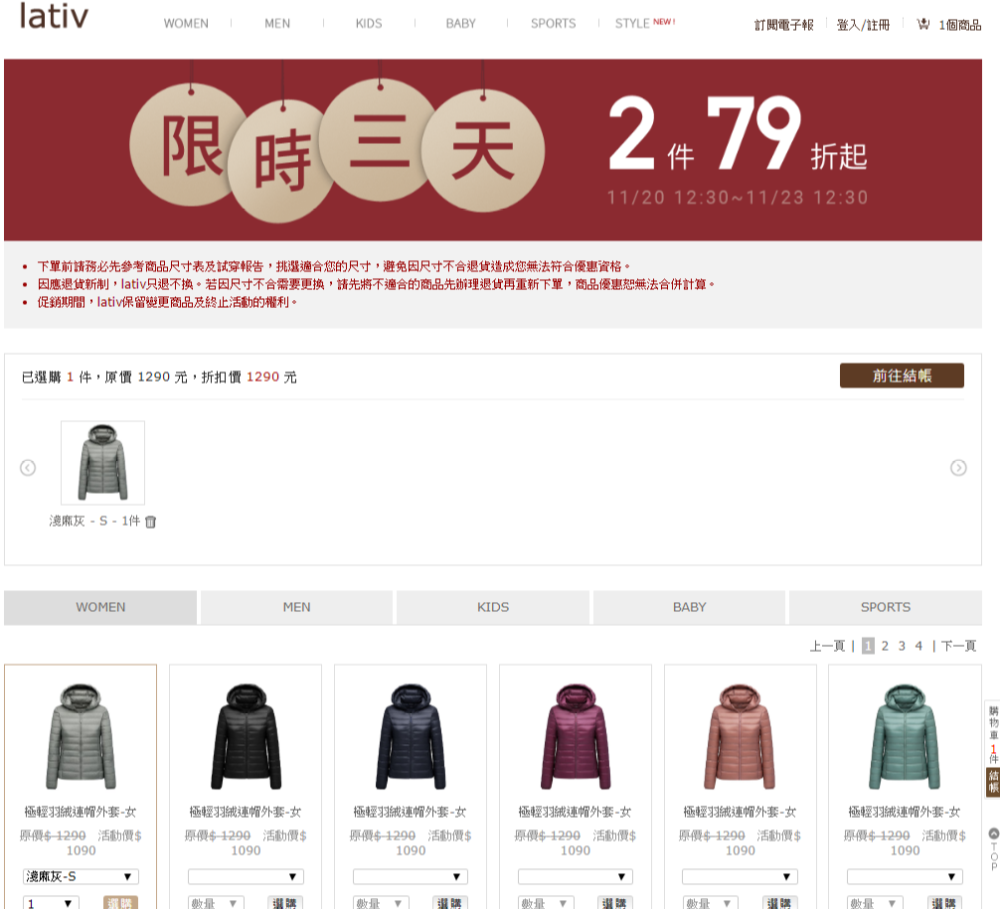 lativ
WOMEN MEN KIDS BABY SPORTS STYLE NEW! 訂閱電子報 登入/註冊 1個商品
限時三天
2件79折起
11/20 12:30~11/23 12:30
下單前請務必先參考商品尺寸表及試穿報告，挑選適合您的尺寸，避免因尺寸不合退貨造成您無法符合優惠資格。
因應退貨新制，lativ只退不換。若因尺寸不合需要更換，請先將不適合的商品先辦理退貨再重新下單，商品優惠恕無法合併計算。
促銷期間，lativ保留變更商品及終止活動的權利。
已選購 1 件，原價 1290 元，折扣價 1290 元
前往結帳
淺麻灰 - S - 1件
WOMEN MEN KIDS BABY SPORTS
上一頁 | 1 2 3 4 | 下一頁
極輕羽絨連帽外套-女 極輕羽絨連帽外套-女 極輕羽絨連帽外套-女 極輕羽絨連帽外套-女 極輕羽絨連帽外套-女 極輕羽絨連帽外套-女
原價$ 1290 活動價$ 原價$ 1290 活動價$ 原價$ 1290 活動價$ 原價$ 1290 活動價$ 原價$ 1290 活動價$ 原價$ 1290 活動價$
1090 1090 1090 1090 1090 1090
淺麻灰-S
1 選購 數量 選購 數量 選購 數量 選購 數量 選購 數量 選購
購物車
1
件
結帳
TOP